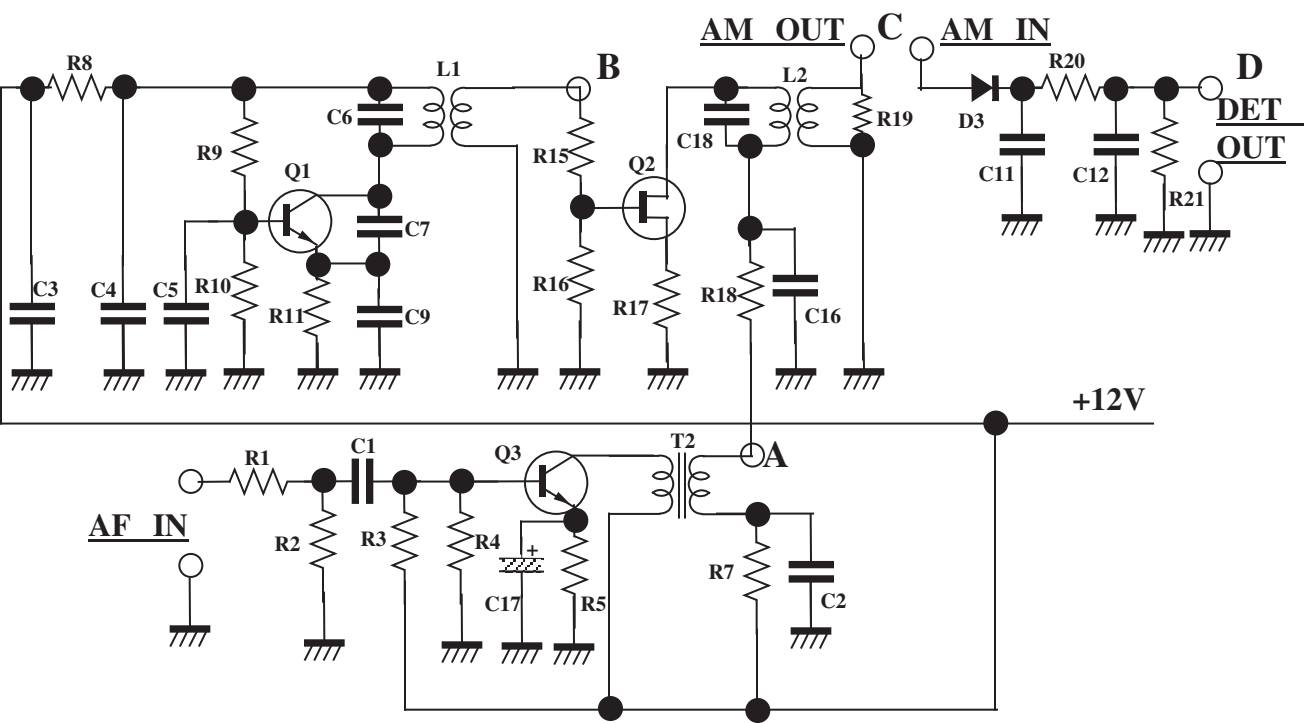 AM OUT
C
AM IN
R8
L1
B
L2
R20
D
C6
C18
R19
D3
DET
OUT
R9
R15
Q2
Q1
C11
C12
R21
C7
R16
C3
C4
C5
R10
R11
C9
R17
R18
C16
+12V
R1
C1
Q3
T2
A
AF IN
R2
R3
R4
+
C17
R5
R7
C2